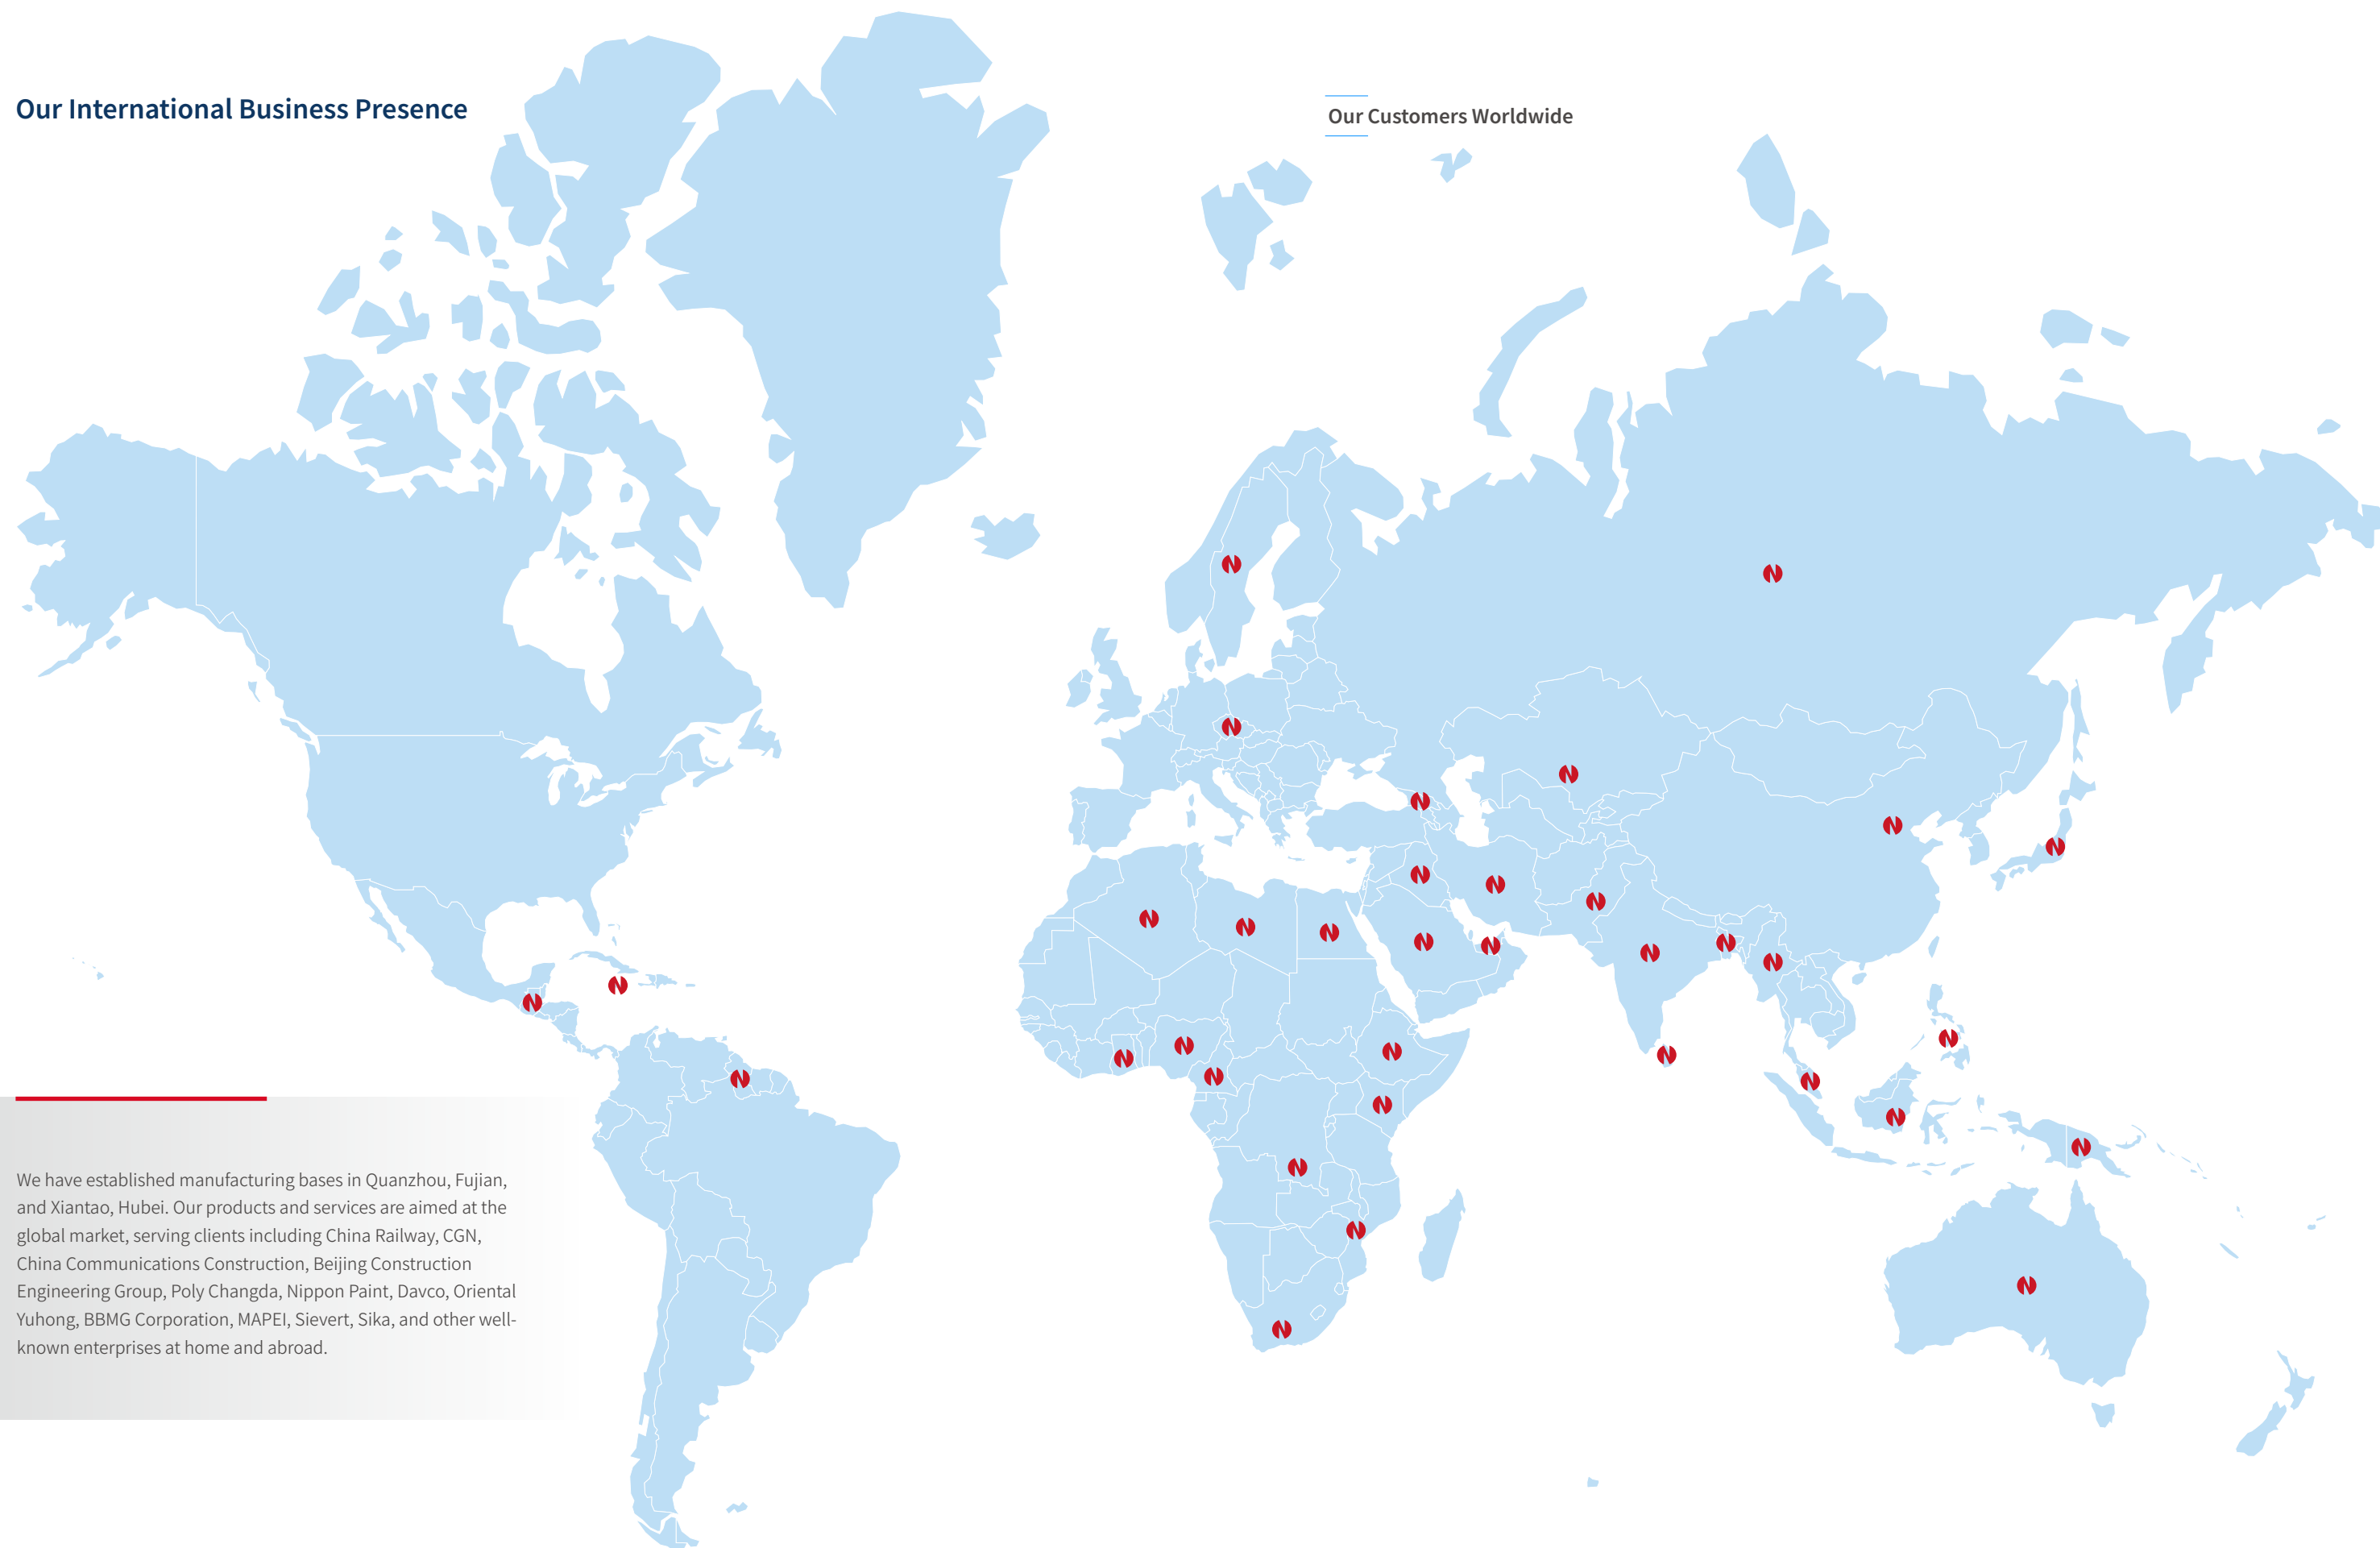 Our International Business Presence
Our Customers Worldwide
We have established manufacturing bases in Quanzhou, Fujian,
and Xiantao, Hubei. Our products and services are aimed at the
global market, serving clients including China Railway, CGN,
China Communications Construction, Beijing Construction
Engineering Group, Poly Changda, Nippon Paint, Davco, Oriental
Yuhong, BBMG Corporation, MAPEI, Sievert, Sika, and other well-
known enterprises at home and abroad.